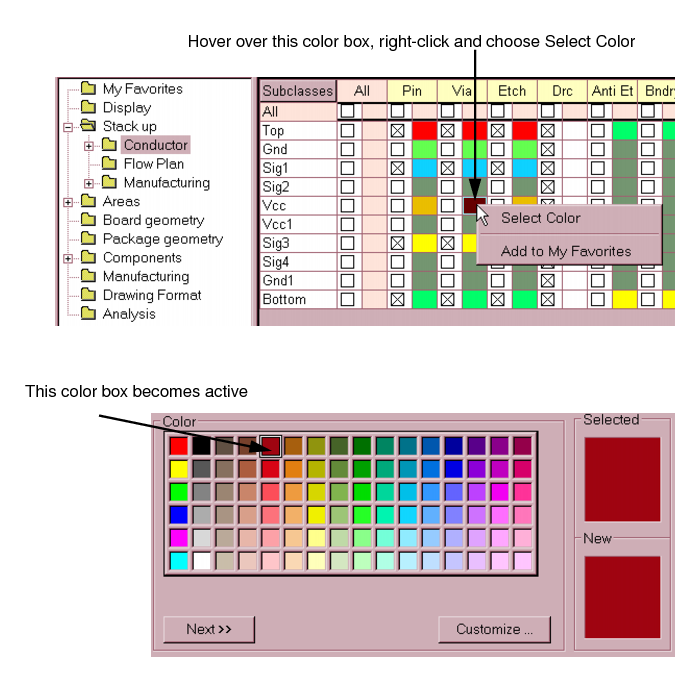 Hover over this color box, right-click and choose Select Color
My Favorites
Display
Stack up
Conductor
Flow Plan
Manufacturing
Areas
Board geometry
Package geometry
Components
Manufacturing
Drawing Format
Analysis
Subclasses All Pin Via Etch Drc Anti Et Bndry
All
Top
Gnd
Sig1
Sig2
Vcc
Vcc1
Sig3
Sig4
Gnd1
Bottom
Select Color
Add to My Favorites
This color box becomes active
Color
Selected
New
Next >>
Customize ...